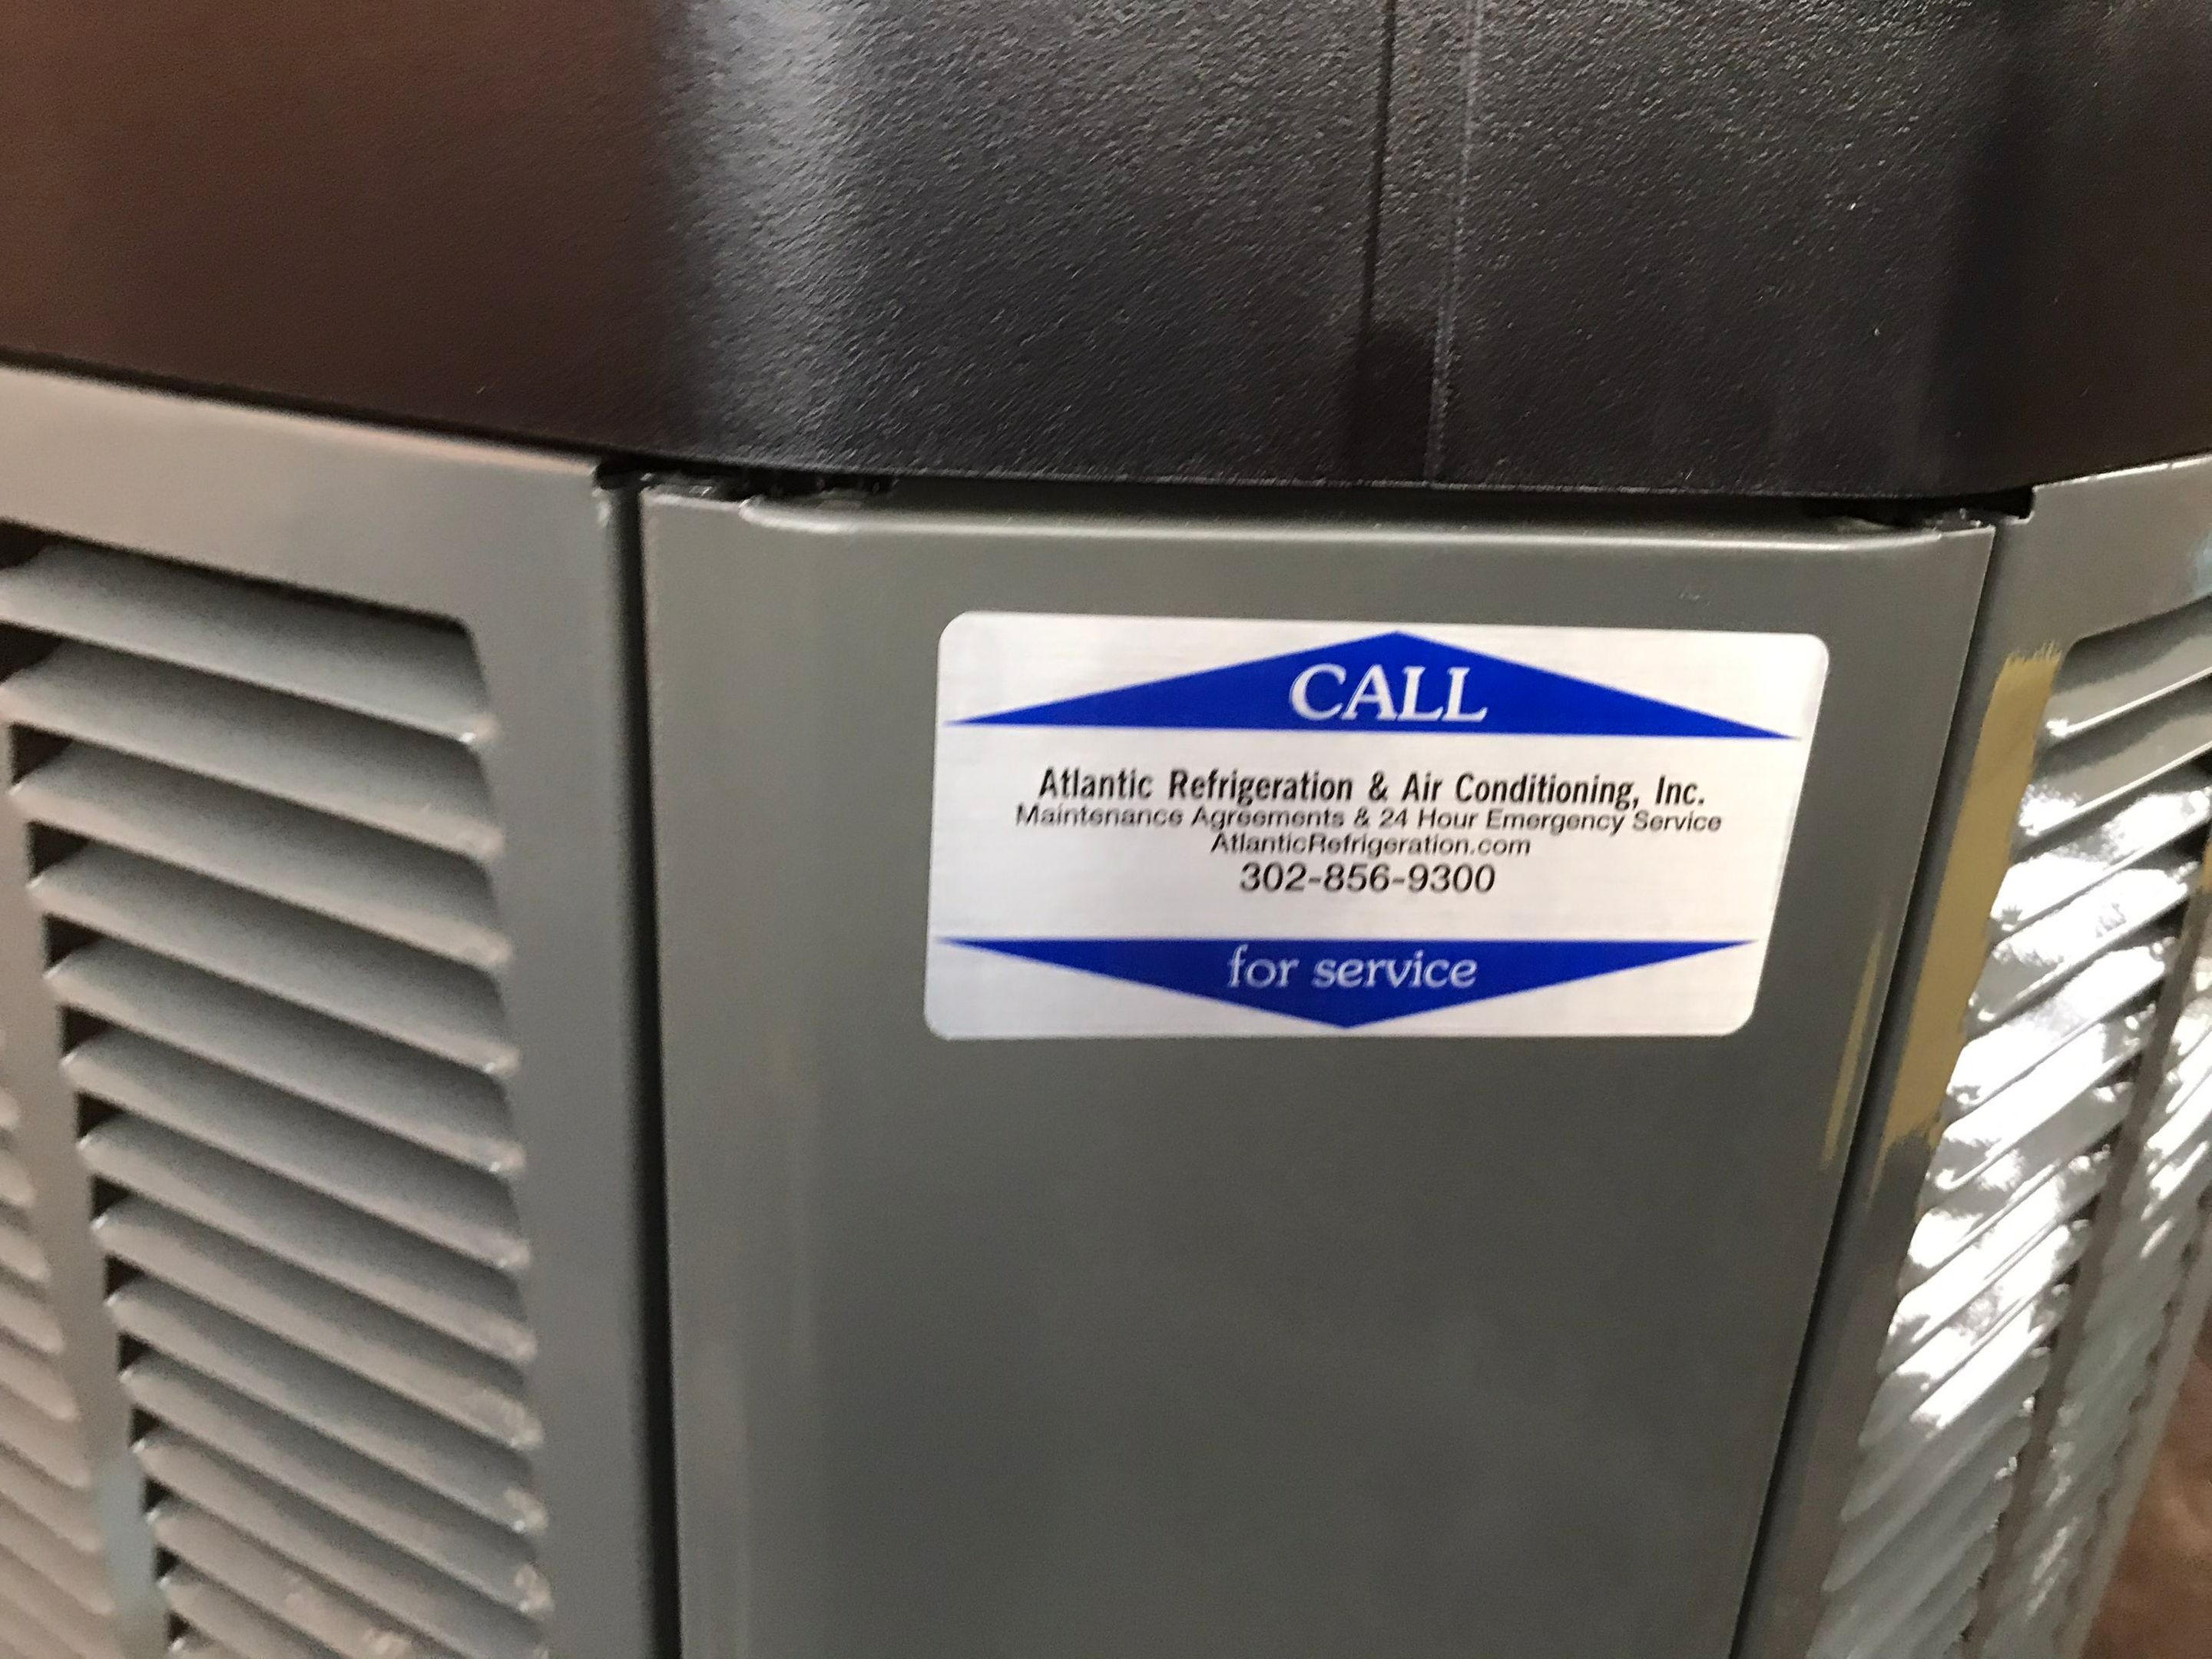 CALL
Atlantic Refrigeration & Air Conditioning, Inc.
Maintenance Agreements & 24 Hour Emergency Service
AtlanticRefrigeration.com
302-856-9300
for service